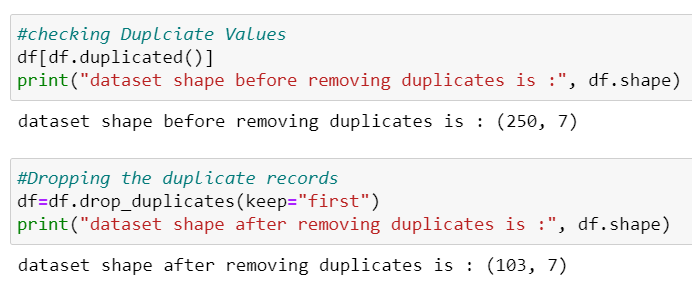 #checking Duplciate Values
df[df.duplicated()]
print("dataset shape before removing duplicates is :", df.shape)
dataset shape before removing duplicates is : (250, 7)
#Dropping the duplicate records
df=df.drop_duplicates(keep="first")
print("dataset shape after removing duplicates is :", df.shape)
dataset shape after removing duplicates is : (103, 7)